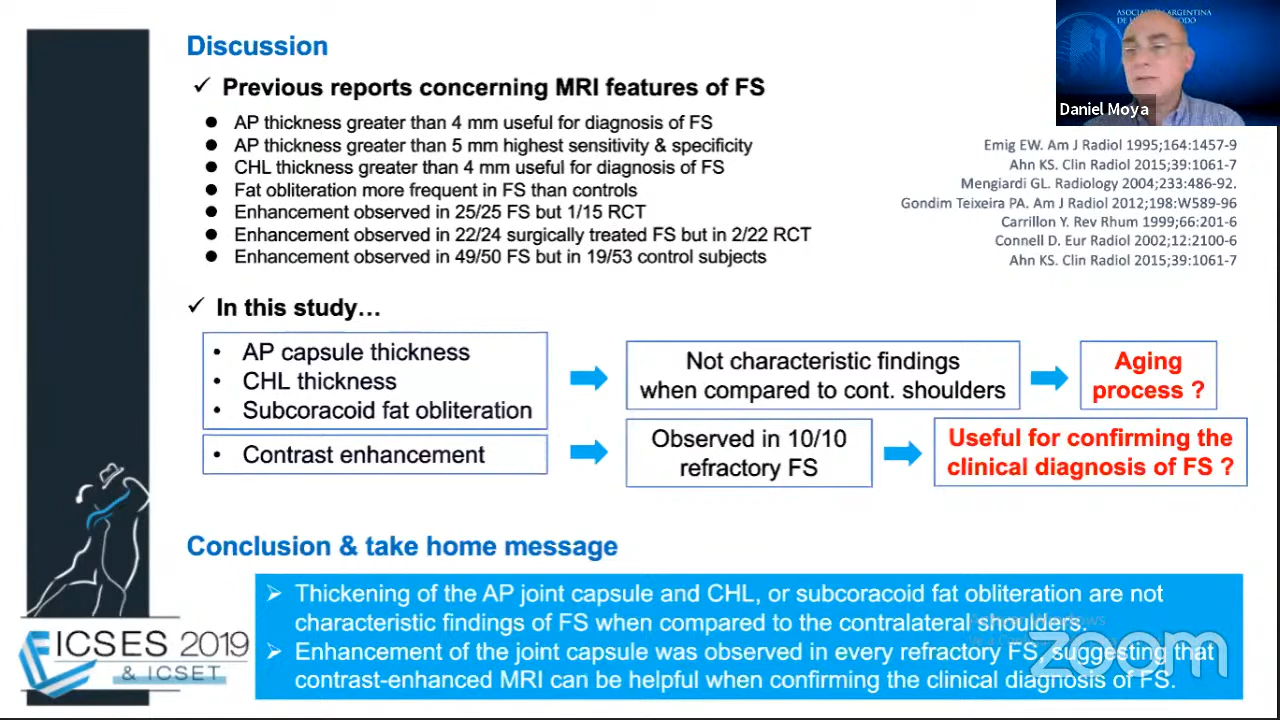 Discussion
✓ Previous reports concerning MRI features of FS
● AP thickness greater than 4 mm useful for diagnosis of FS
● AP thickness greater than 5 mm highest sensitivity & specificity
● CHL thickness greater than 4 mm useful for diagnosis of FS
● Fat obliteration more frequent in FS than controls
● Enhancement observed in 25/25 FS but 1/15 RCT
● Enhancement observed in 22/24 surgically treated FS but in 2/22 RCT
● Enhancement observed in 49/50 FS but in 19/53 control subjects
ASOCIACIÓN ARGENTINA
Daniel Moya
Emig EW. Am J Radiol 1995;164:1457-9
Ahn KS. Clin Radiol 2015;39:1061-7
Mengiardi GL. Radiology 2004;233:486-92.
Gondim Teixeira PA. Am J Radiol 2012;198:W589-96
Carrillon Y. Rev Rhum 1999;66:201-6
Connell D. Eur Radiol 2002;12:2100-6
Ahn KS. Clin Radiol 2015;39:1061-7
✓ In this study…
• AP capsule thickness
• CHL thickness
• Subcoracoid fat obliteration
Not characteristic findings
when compared to cont. shoulders
Aging
process ?
• Contrast enhancement
Observed in 10/10
refractory FS
Useful for confirming the
clinical diagnosis of FS ?
Conclusion & take home message
➢ Thickening of the AP joint capsule and CHL, or subcoracoid fat obliteration are not
characteristic findings of FS when compared to the contralateral shoulders.
➢ Enhancement of the joint capsule was observed in every refractory FS, suggesting that
contrast-enhanced MRI can be helpful when confirming the clinical diagnosis of FS.
ICSES 2019
& ICSET
zoom